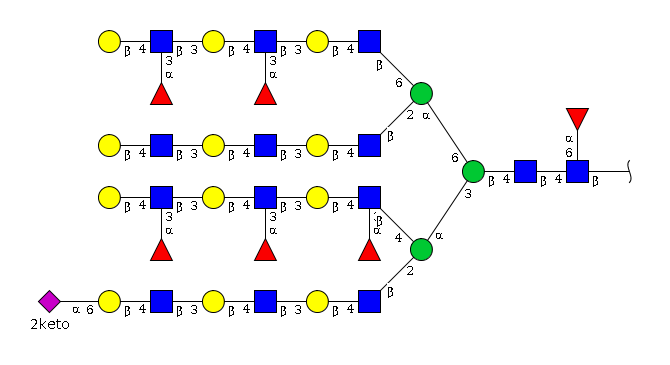 β 4 β 3 β 4 β 3 β 4
3 3 β
α α
6
2 α
α
β 6
β 4 β 3 β 4 β 3 β 4
6
β 4 β 4 β
3
β 4 β 3 β 4 β 3 β 4
3 3 β
α α α
4 α
2
β
α 6 β 4 β 3 β 4 β 3 β 4
2keto